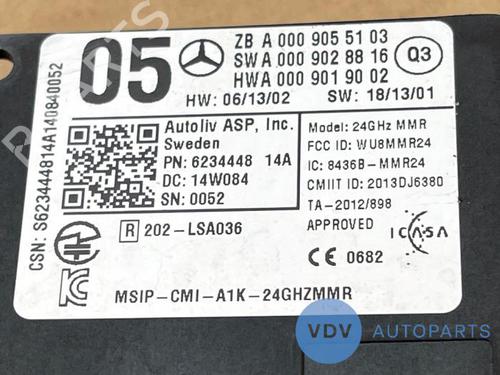 05
ZB A 000 905 51 03
SW A 000 902 88 16
HW A 000 901 90 02
Q3
HW: 06/13/02 SW: 18/13/01
CSN: S623444814A140840052
Autoliv ASP, Inc.
Sweden
PN: 6234448 14A
DC: 14W084
SN: 0052
Model: 24GHz MMR
FCC ID: WU8MMR24
IC: 8436B-MMR24
CMIIT ID: 2013DJ6380
TA-2012/898
APPROVED
ICASA
R 202-LSA036
CE 0682
MSIP-CMI-A1K-24GHZMMR
VDV AUTOPARTS